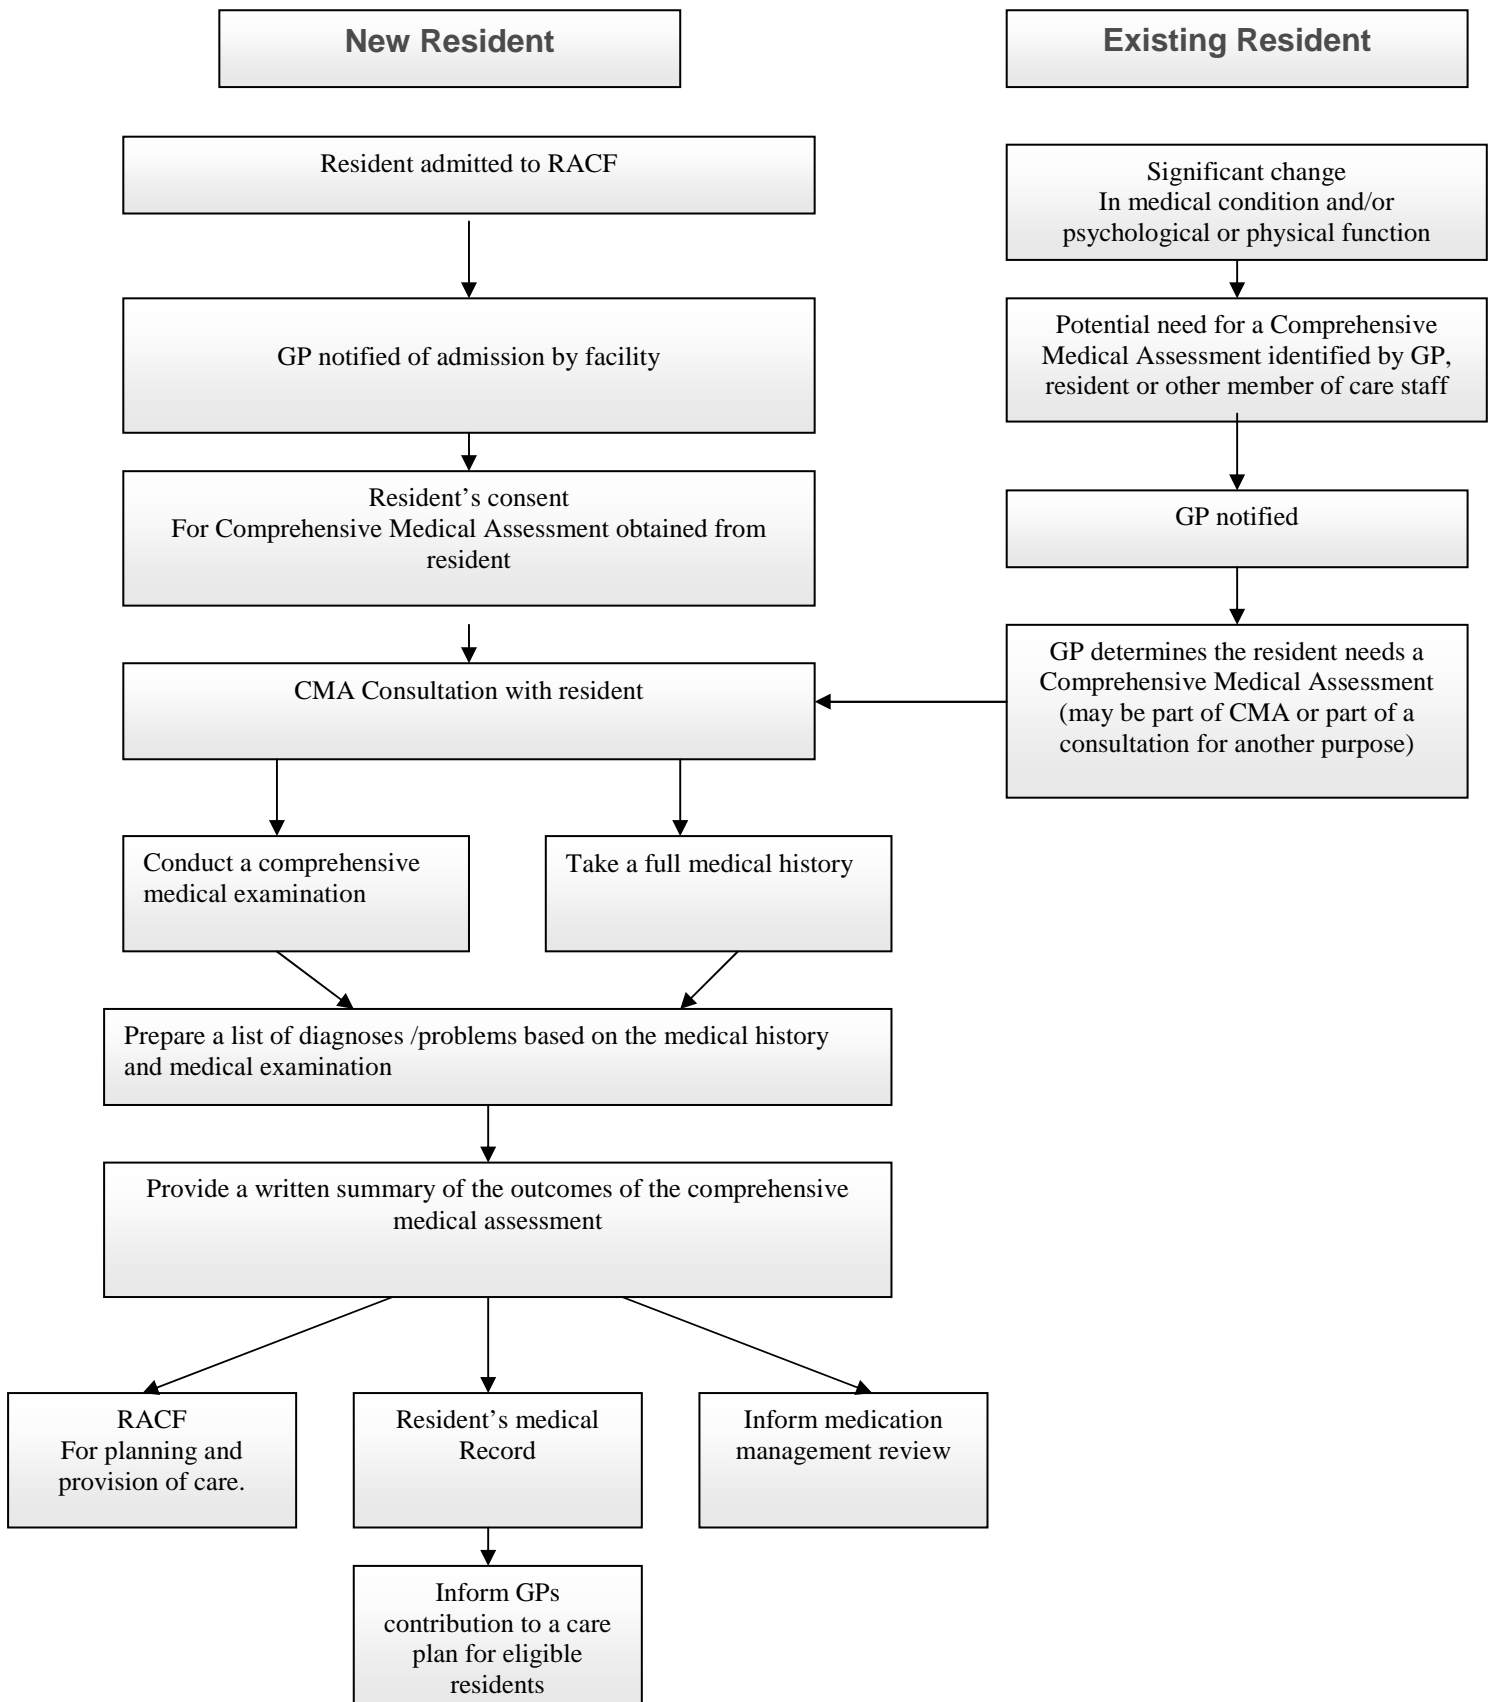 New Resident
Existing Resident
Resident admitted to RACF
Significant change
In medical condition and/or
psychological or physical function
GP notified of admission by facility
Potential need for a Comprehensive
Medical Assessment identified by GP,
resident or other member of care staff
Resident’s consent
For Comprehensive Medical Assessment obtained from
resident
GP notified
CMA Consultation with resident
GP determines the resident needs a
Comprehensive Medical Assessment
(may be part of CMA or part of a
consultation for another purpose)
Conduct a comprehensive
medical examination
Take a full medical history
Prepare a list of diagnoses /problems based on the medical history
and medical examination
Provide a written summary of the outcomes of the comprehensive
medical assessment
RACF
For planning and
provision of care.
Resident’s medical
Record
Inform medication
management review
Inform GPs
contribution to a care
plan for eligible
residents